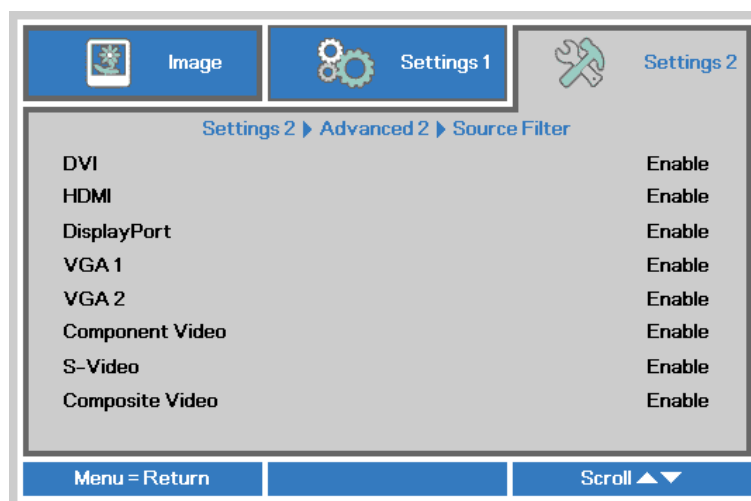 Image
Settings 1
Settings 2
Settings 2 ▶ Advanced 2 ▶ Source Filter
DVI Enable
HDMI Enable
DisplayPort Enable
VGA 1 Enable
VGA 2 Enable
Component Video Enable
S-Video Enable
Composite Video Enable
Menu = Return
Scroll ▲▼